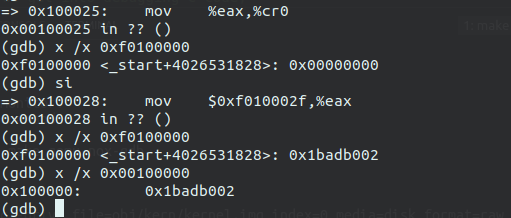 => 0x100025: mov %eax,%cr0
0x00100025 in ?? ()
(gdb) x /x 0xf0100000
0xf0100000 <_start+4026531828>: 0x00000000
(gdb) si
=> 0x100028: mov $0xf010002f,%eax
0x00100028 in ?? ()
(gdb) x /x 0xf0100000
0xf0100000 <_start+4026531828>: 0x1badb002
(gdb) x /x 0x00100000
0x100000: 0x1badb002
(gdb)